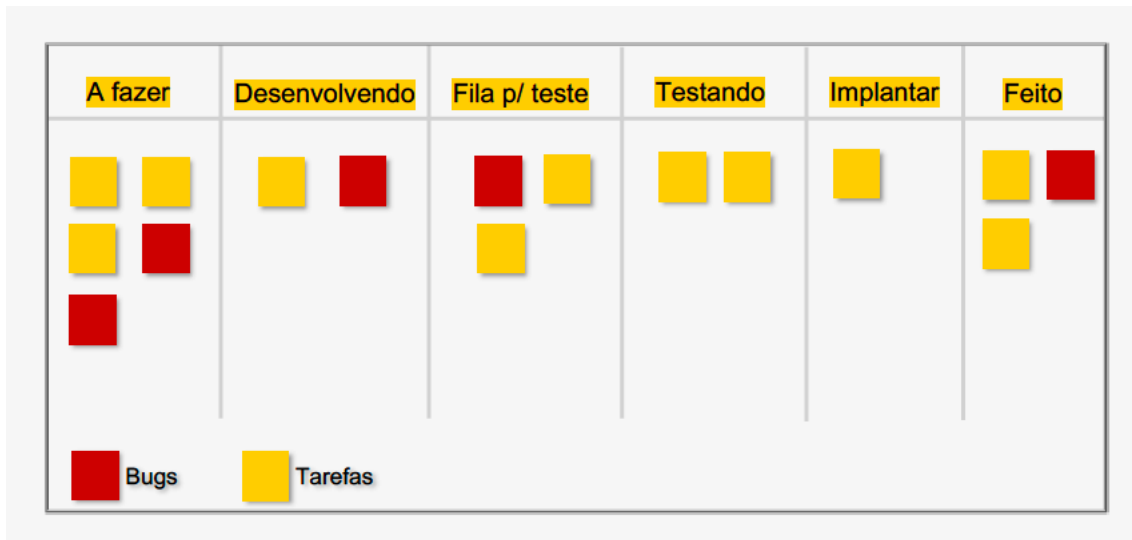 A fazer
Desenvolvendo
Fila p/ teste
Testando
Implantar
Feito
Bugs
Tarefas